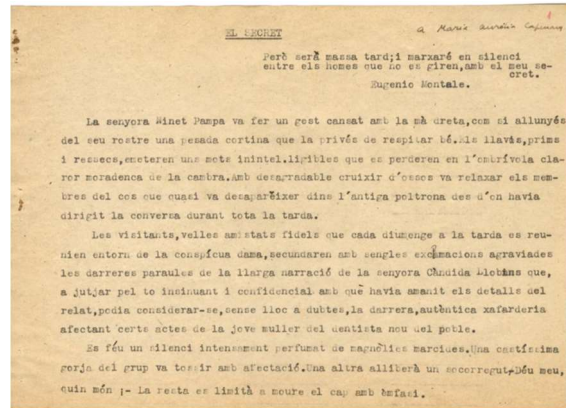 1
EL SECRET
a Maria Aurèlia Capmany
Però serà massa tard;i marxaré en silenci
entre els homes que no es giren,amb el meu se-
cret.
Eugenio Montale.
La senyora Ninet Pampa va fer un gest cansat amb la mà dreta,com si allunyés
del seu rostre una pesada cortina que la privés de respirar bé.Els llavis,prims
i ressecs,emeteren uns mots inintel.ligibles que es perderen en l'ombrívola cla-
ror moradenca de la cambra.Amb desagradable cruixir d'ossos va relaxar els mem-
bres del cos que quasi va desaparèixer dins l'antiga poltrona des d'on havia
dirigit la conversa durant tota la tarda.
Les visitants,velles amistats fidels que cada diumenge a la tarda es reu-
nien entorn de la conspícua dama,secundaren amb sengles exclamacions agraviades
les darreres paraules de la llarga narració de la senyora Càndida Llobins que,
a jutjar pel to insinuant i confidencial amb què havia amanit els detalls del
relat,podia considerar-se,sense lloc a dubtes,la darrera,autèntica xafarderia
afectant certs actes de la jove muller del dentista nou del poble.
Es féu un silenci intensament perfumat de magnòlies marcides.Una castíssima
gorja del grup va tossir amb afectació.Una altra alliberà un socorregut,-Déu meu,
quin món ¡- La resta es limità a moure el cap amb èmfasi.